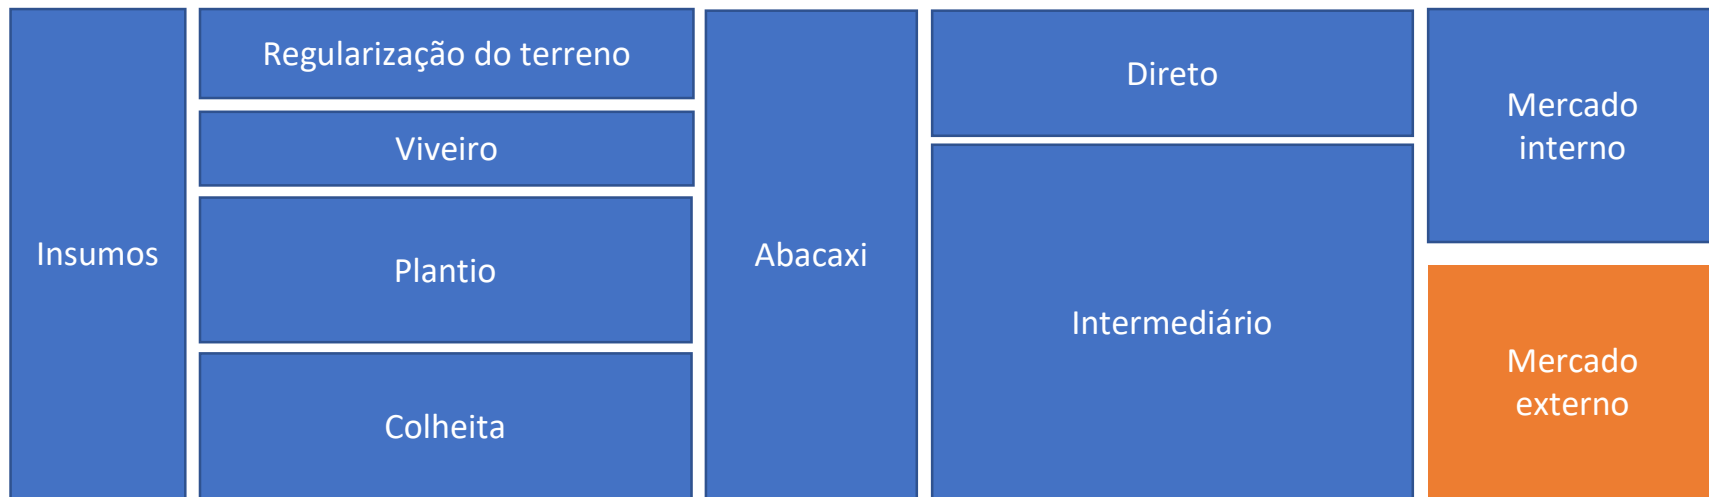 Insumos
Regularização do terreno
Viveiro
Plantio
Colheita
Abacaxi
Direto
Intermediário
Mercado
interno
Mercado
externo